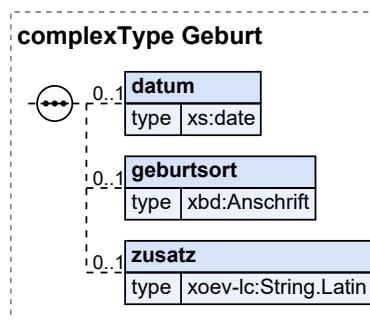 complexType Geburt
0..1 datum
type xs:date
0..1 geburtsort
type xbd:Anschrift
0..1 zusatz
type xoev-lc:String.Latin